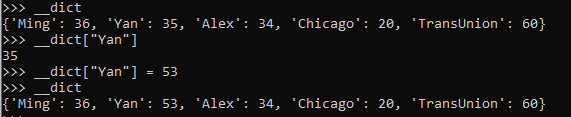 >>> __dict
{'Ming': 36, 'Yan': 35, 'Alex': 34, 'Chicago': 20, 'TransUnion': 60}
>>> __dict["Yan"]
35
>>> __dict["Yan"] = 53
>>> __dict
{'Ming': 36, 'Yan': 53, 'Alex': 34, 'Chicago': 20, 'TransUnion': 60}